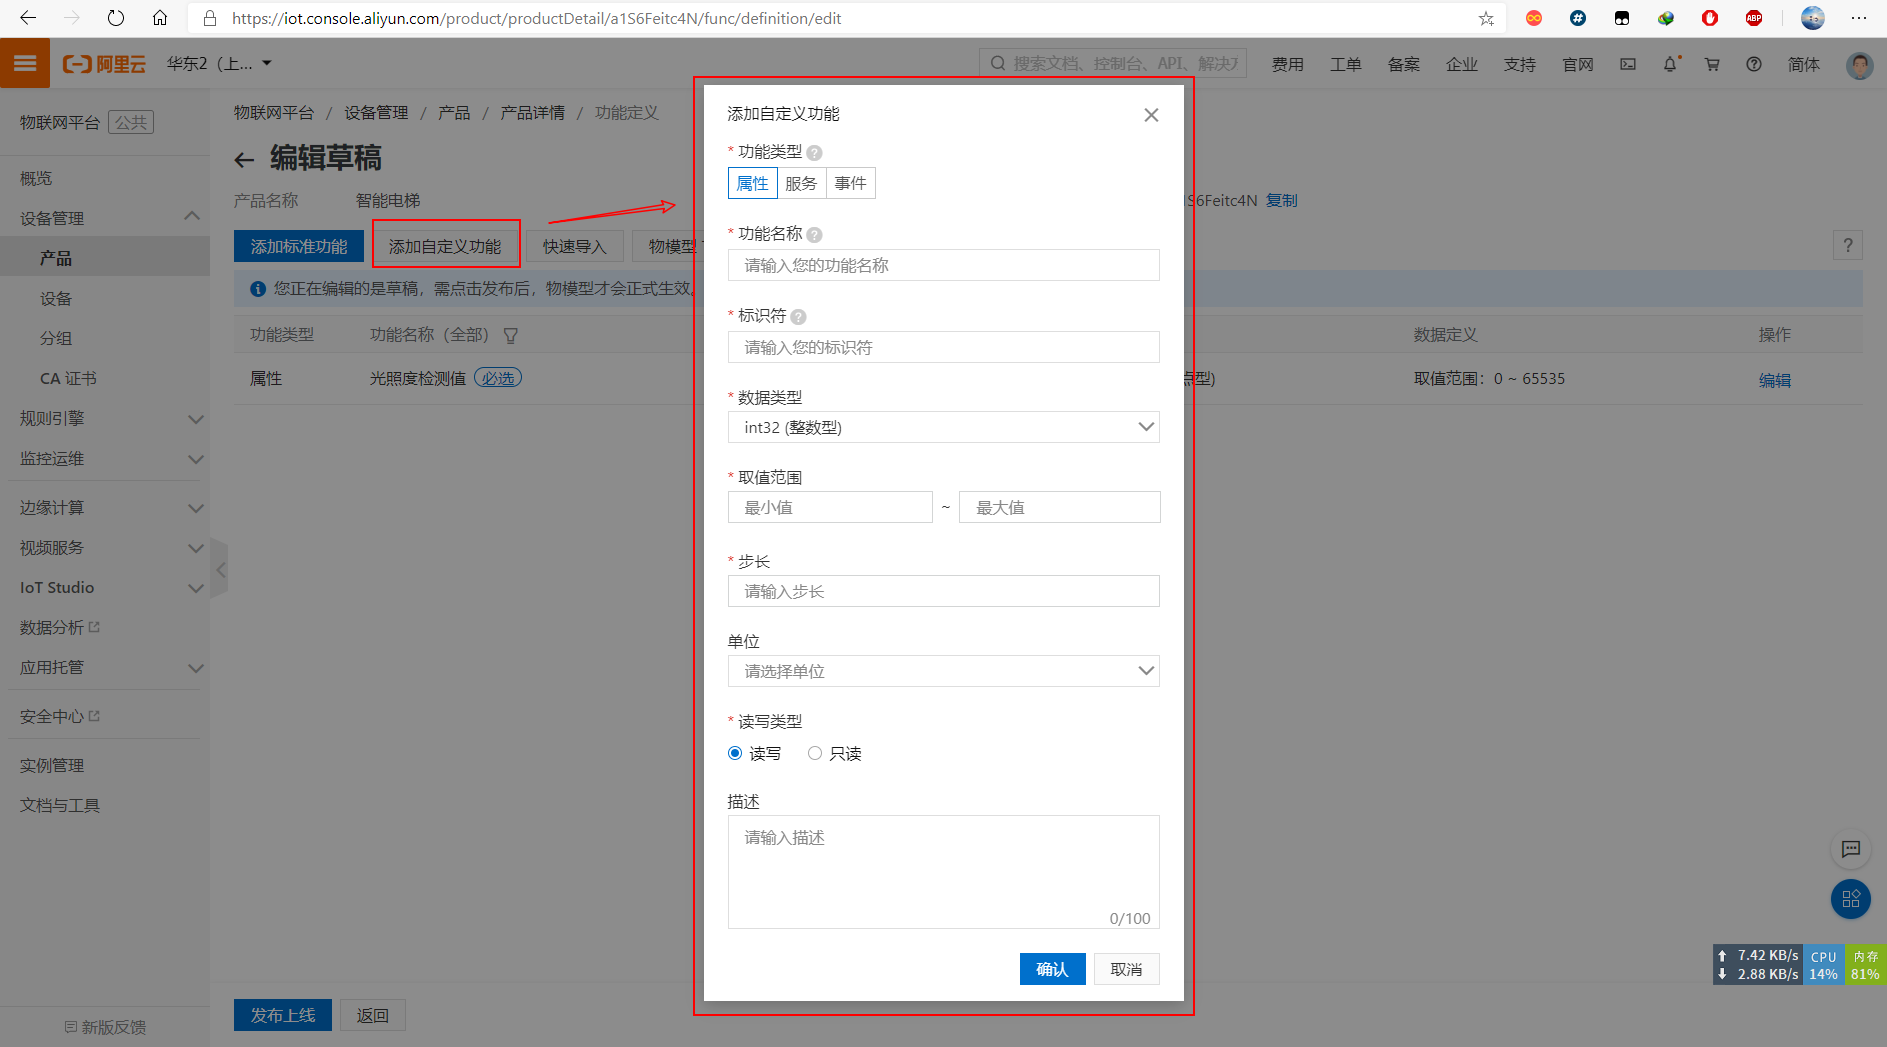 https://iot.console.aliyun.com/product/productDetail/a1S6Feitc4N/func/definition/edit
ABP
阿里云
华东2（上...
搜索文档、控制台、API、解决方
费用
工单
备案
企业
支持
官网
简体
物联网平台
公共
概览
设备管理
产品
设备
分组
CA 证书
规则引擎
监控运维
边缘计算
视频服务
IoT Studio
数据分析
应用托管
安全中心
实例管理
文档与工具
新版反馈
物联网平台 / 设备管理 / 产品 / 产品详情 / 功能定义
编辑草稿
产品名称
智能电梯
1S6Feitc4N 复制
添加标准功能
添加自定义功能
快速导入
物模型
?
您正在编辑的是草稿，需点击发布后，物模型才会正式生效。
功能类型
功能名称（全部）
数据定义
操作
属性
光照度检测值
必选
点型)
取值范围：0 ~ 65535
编辑
添加自定义功能
* 功能类型 ?
属性
服务
事件
* 功能名称 ?
请输入您的功能名称
* 标识符 ?
请输入您的标识符
* 数据类型
int32 (整数型)
* 取值范围
最小值
~
最大值
* 步长
请输入步长
单位
请选择单位
* 读写类型
读写
只读
描述
请输入描述
0/100
确认
取消
发布上线
返回
7.42 KB/s
2.88 KB/s
CPU
14%
内存
81%